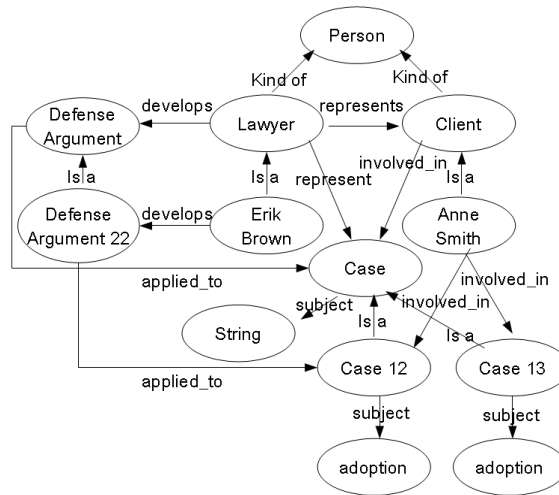 Person
Kind of
Kind of
Defense
Argument
develops
Lawyer
represents
Client
Is a
Is a
represent
involved_in
Is a
Defense
Argument 22
develops
Erik
Brown
Anne
Smith
applied_to
Case
involved_in
involved_in
subject
String
Is a
Is a
applied_to
Case 12
Case 13
subject
subject
adoption
adoption